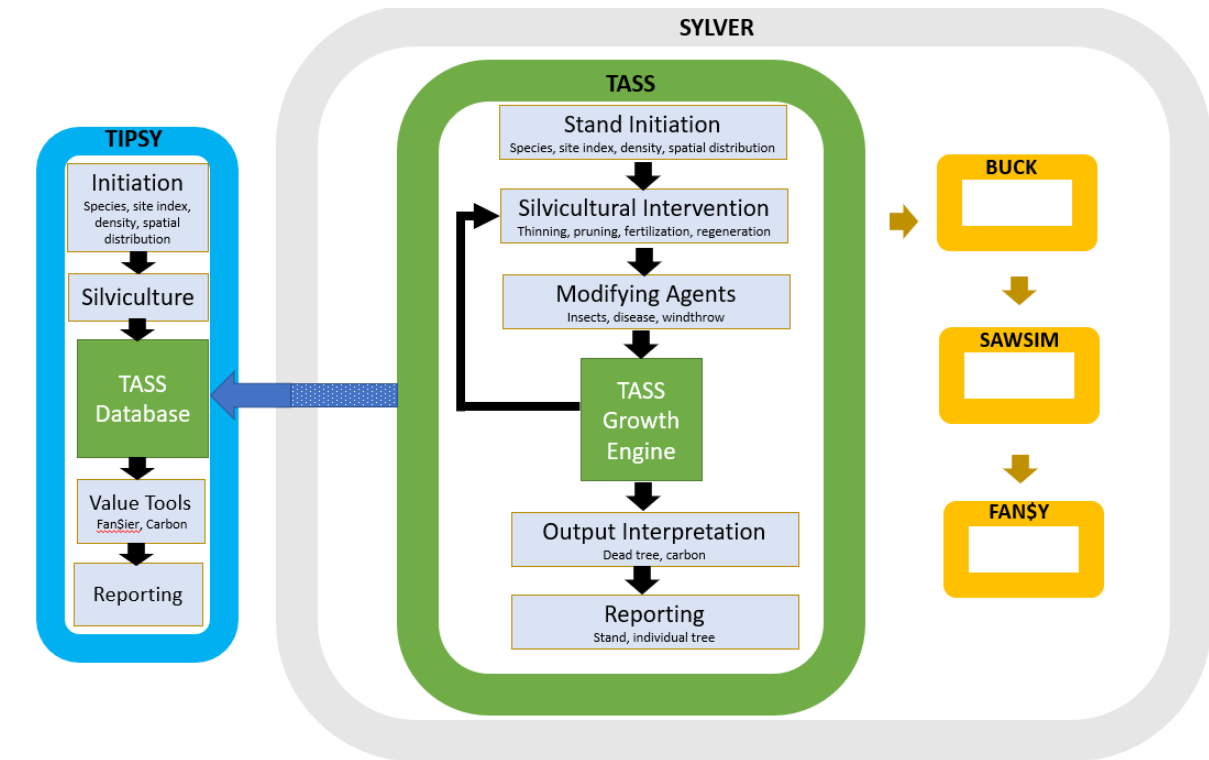 SYLVER
TASS
Stand Initiation
Species, site index, density, spatial distribution
Silvicultural Intervention
Thinning, pruning, fertilization, regeneration
Modifying Agents
Insects, disease, windthrow
TASS
Growth
Engine
Output Interpretation
Dead tree, carbon
Reporting
Stand, individual tree
TIPSY
Initiation
Species, site index,
density, spatial
distribution
Silviculture
TASS
Database
Value Tools
Fan$ier, Carbon
Reporting
BUCK
SAWSIM
FAN$Y